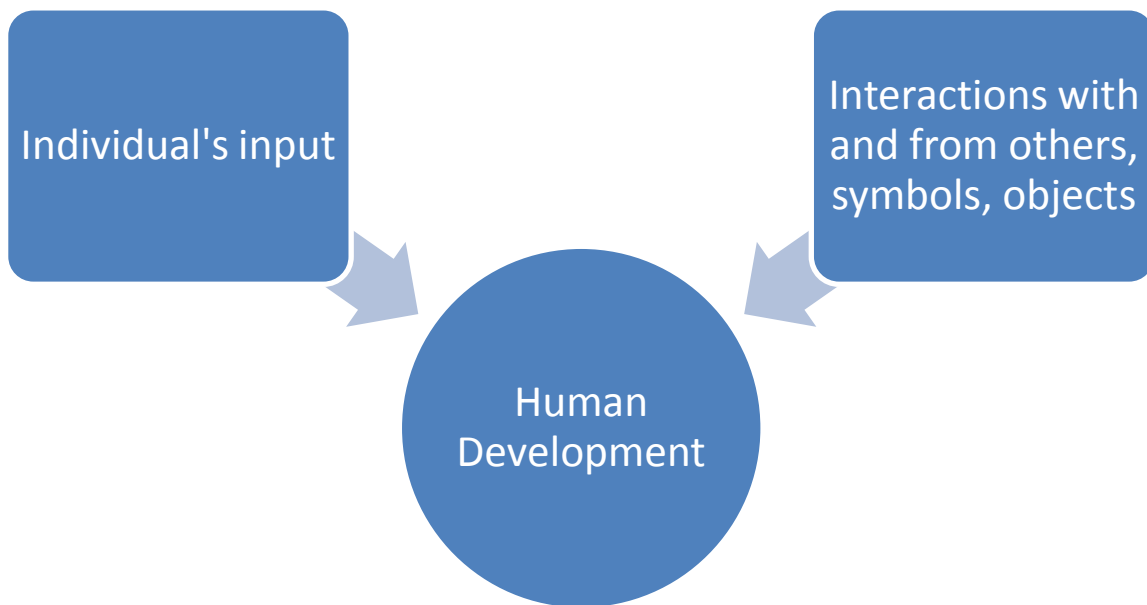 Individual's input
Interactions with
and from others,
symbols, objects
Human
Development